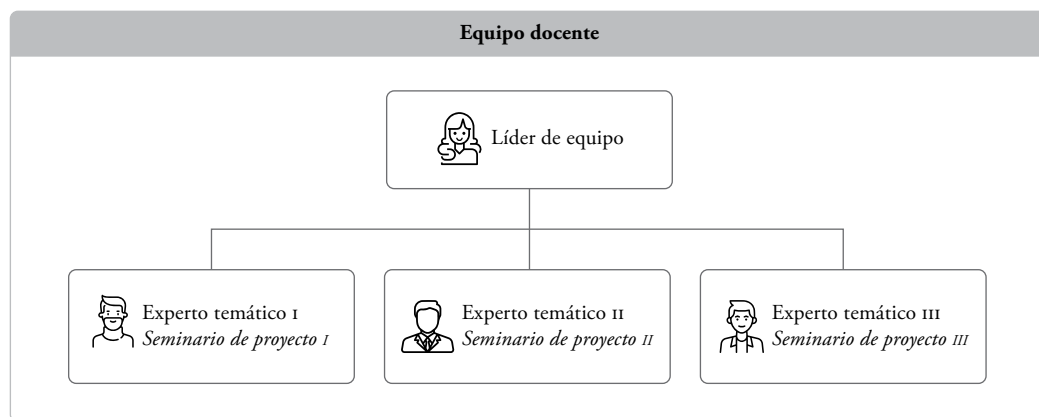 Equipo docente
Líder de equipo
Experto temático I
Seminario de proyecto I
Experto temático II
Seminario de proyecto II
Experto temático III
Seminario de proyecto III